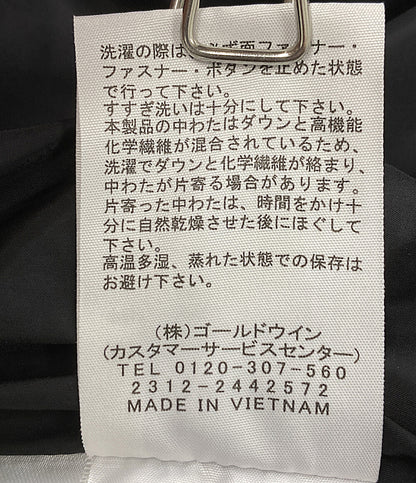 洗濯の際は、必ず面ファスナー・
ファスナー・ボタンを止めた状態
で行って下さい。
すすぎ洗いは十分にして下さい。
本製品の中わたはダウンと高機能
化学繊維が混合されているため、
洗濯でダウンと化学繊維が絡まり、
中わたが片寄る場合があります。
片寄った中わたは、時間をかけ十
分に自然乾燥させた後にほぐして
下さい。
高温多湿、蒸れた状態での保存は
お避け下さい。
(株)ゴールドウイン
(カスタマーサービスセンター)
TEL 0120-307-560
2312-2442572
MADE IN VIETNAM